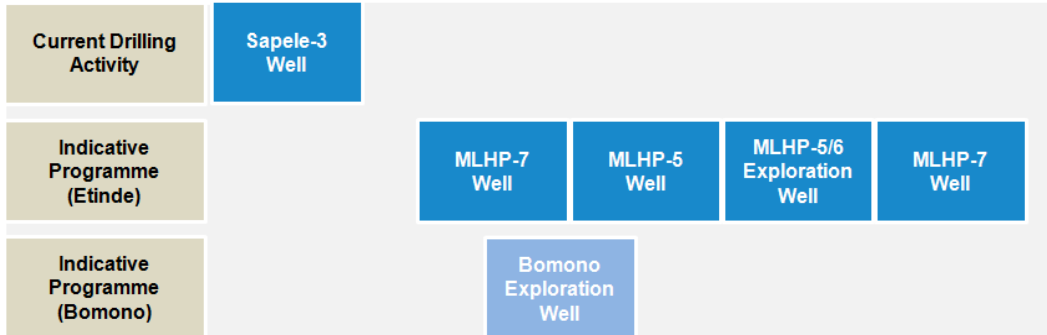 Current Drilling
Activity
Sapele-3
Well
Indicative
Programme
(Etinde)
MLHP-7
Well
MLHP-5
Well
MLHP-5/6
Exploration
Well
MLHP-7
Well
Indicative
Programme
(Bomono)
Bomono
Exploration
Well